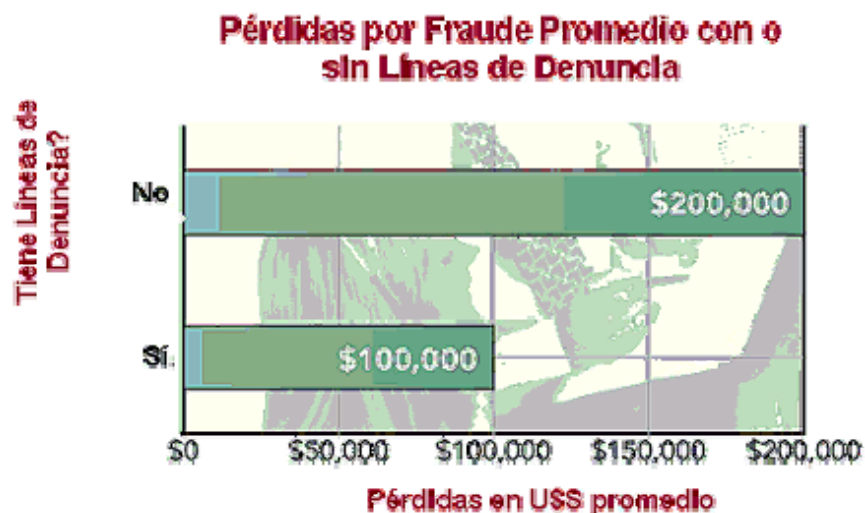 Pérdidas por Fraude Promedio con o
sin Líneas de Denuncia
Tiene Líneas de
Denuncia?
No
$200,000
Sí
$100,000
$0 $50,000 $100,000 $150,000 $200,000
Pérdidas en US$ promedio